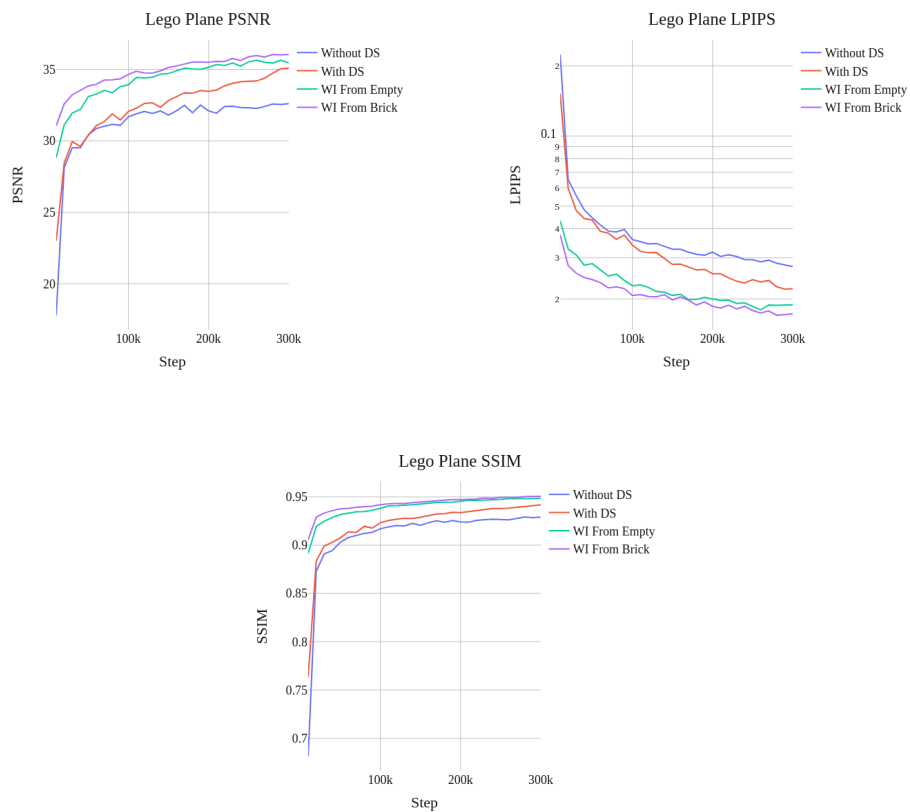 Lego Plane PSNR
35
30
25
20
PSNR
100k
200k
300k
Step
Without DS
With DS
WI From Empty
WI From Brick
Lego Plane LPIPS
2
0.1
9
8
7
6
5
4
3
2
LPIPS
100k
200k
300k
Step
Without DS
With DS
WI From Empty
WI From Brick
Lego Plane SSIM
0.95
0.9
0.85
0.8
0.75
0.7
SSIM
100k
200k
300k
Step
Without DS
With DS
WI From Empty
WI From Brick